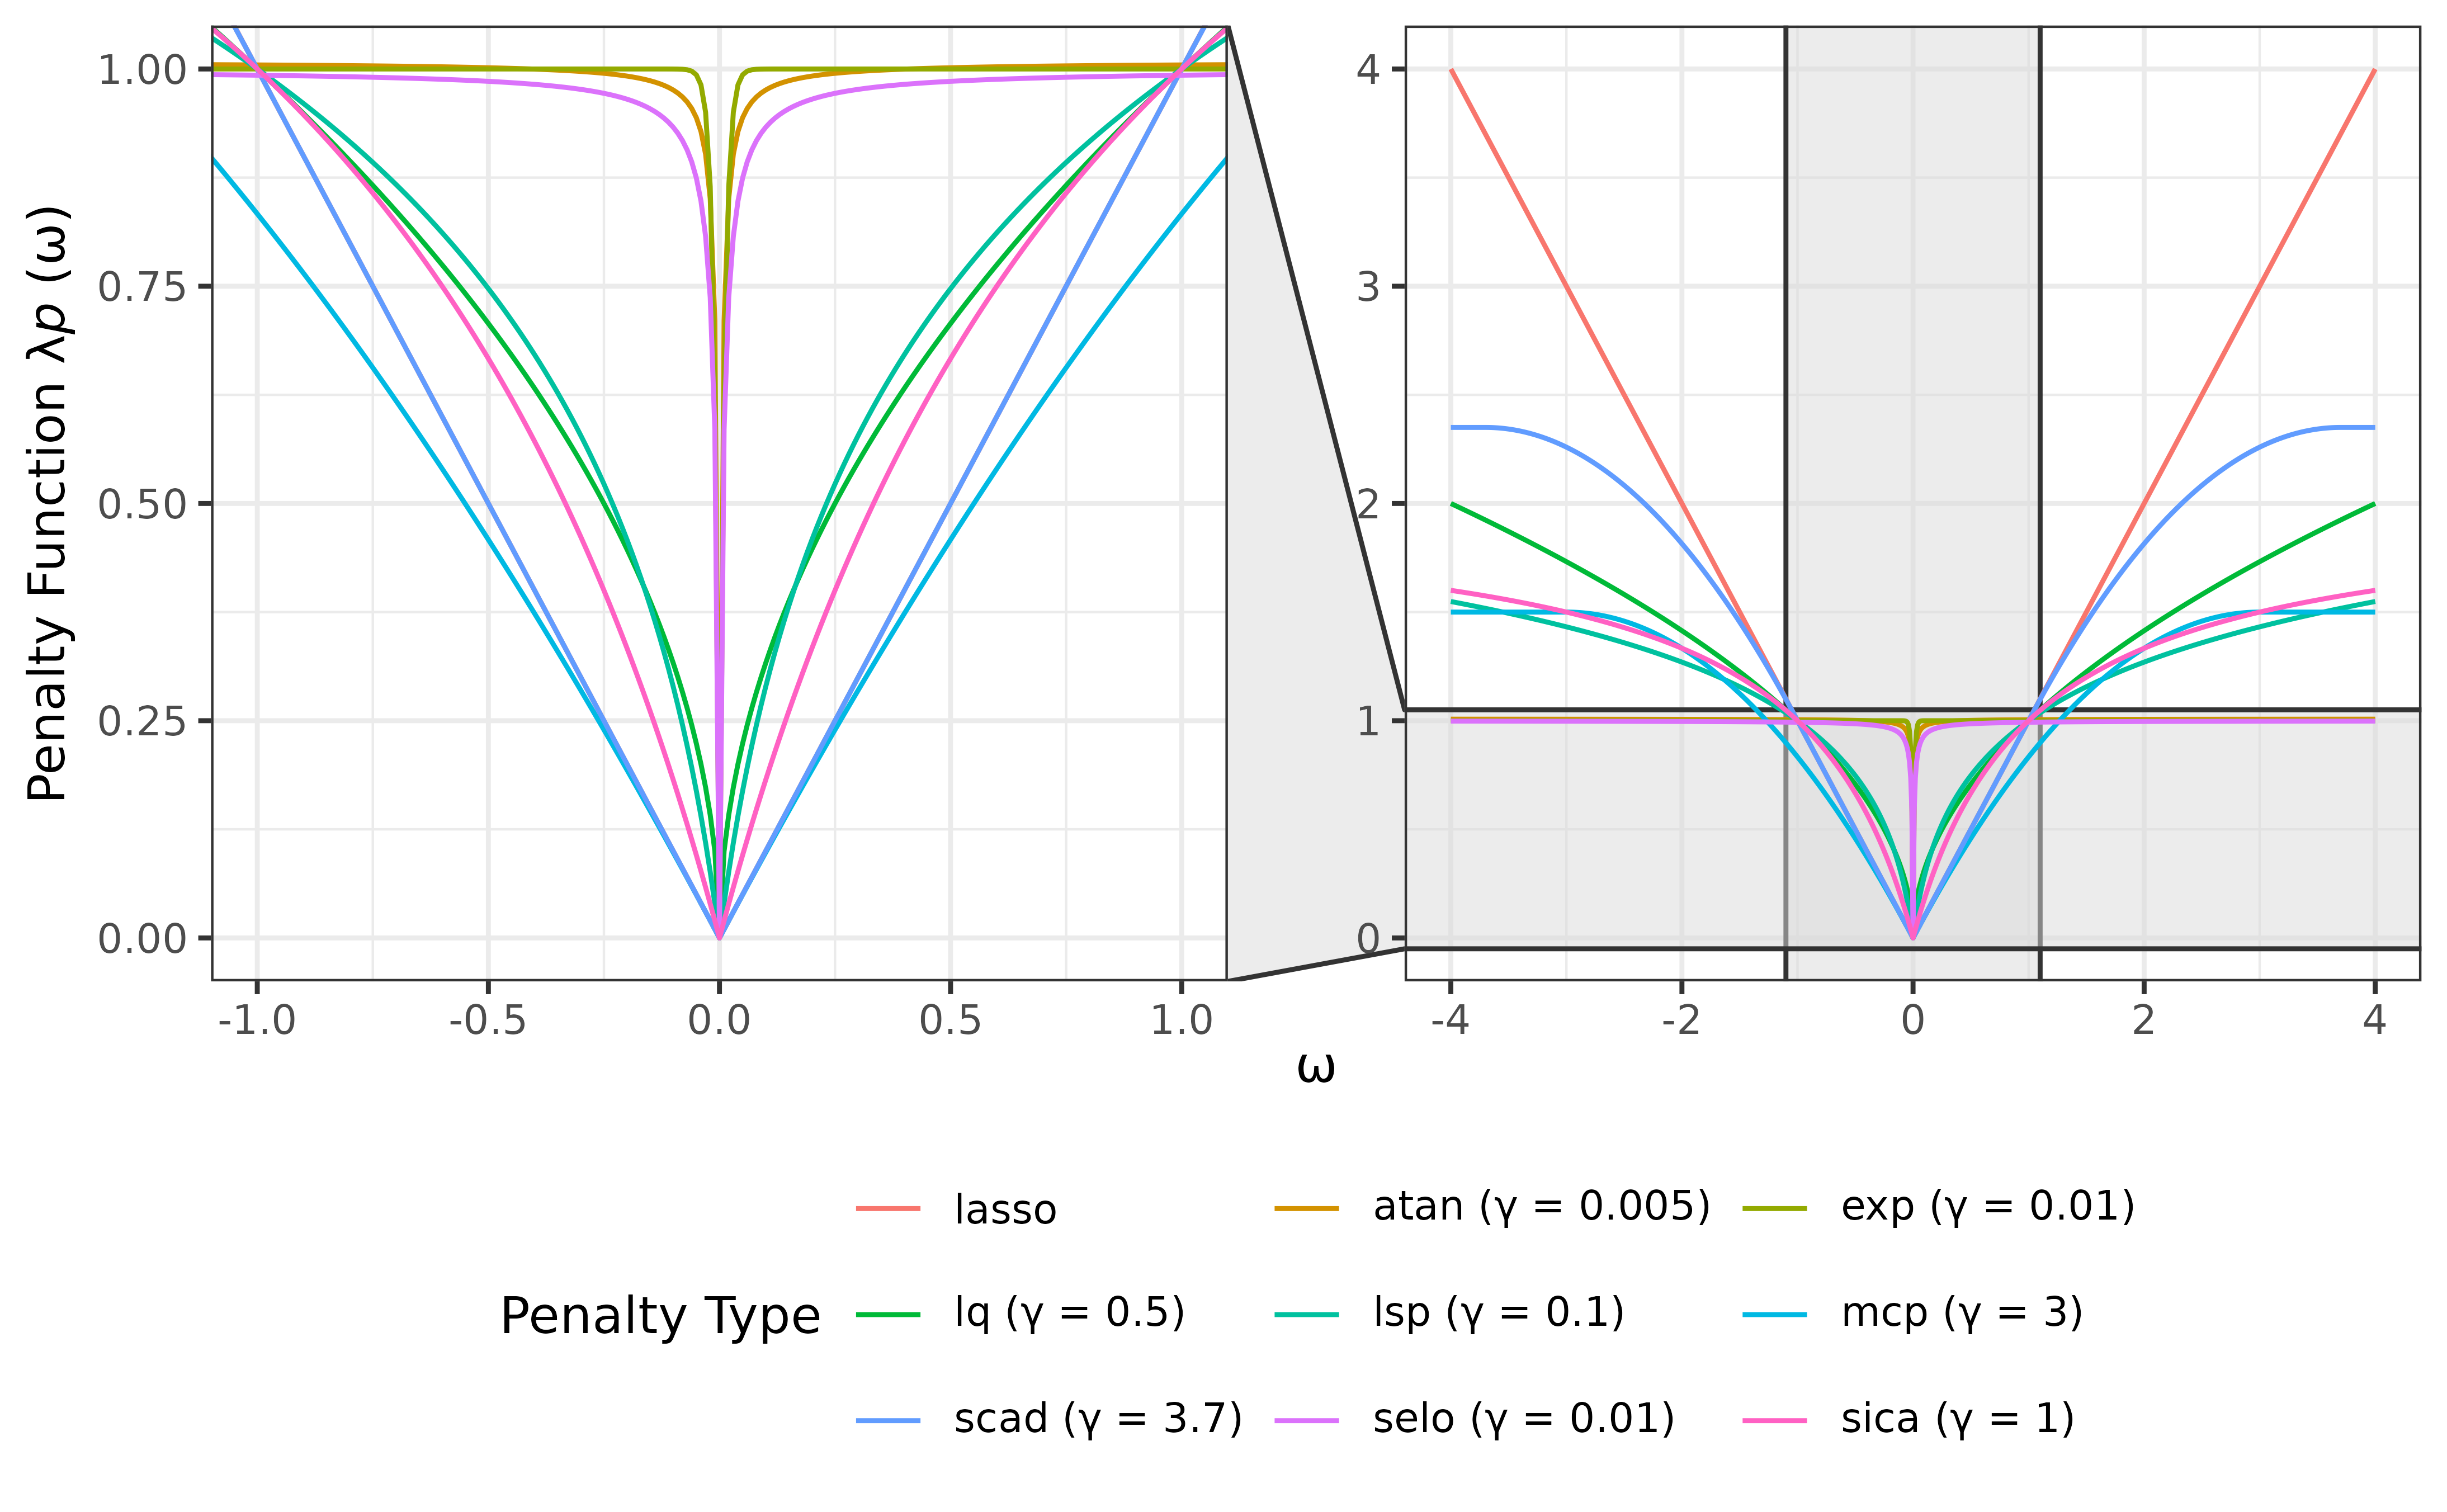 Penalty Function λp (ω)
1.00
0.75
0.50
0.25
0.00
-1.0 -0.5 0.0 0.5 1.0
4
3
2
1
0
-4 -2 0 2 4
ω
Penalty Type
lasso atan (γ = 0.005) exp (γ = 0.01)
lq (γ = 0.5) lsp (γ = 0.1) mcp (γ = 3)
scad (γ = 3.7) selo (γ = 0.01) sica (γ = 1)